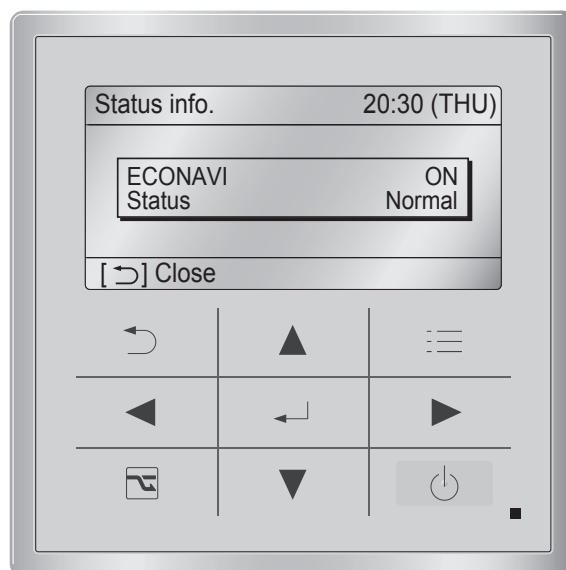 Status info. 20:30 (THU)
ECONAVI ON
Status Normal
[⮌] Close